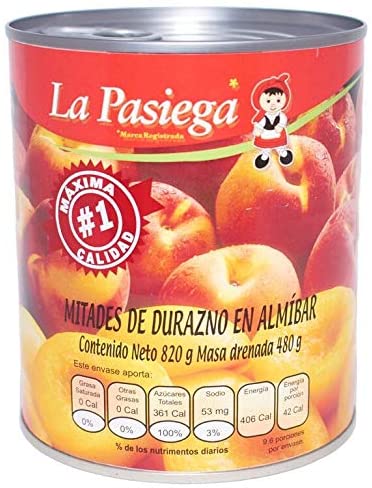 La Pasiega
*Marca Registrada
MÁXIMA
#1
CALIDAD
MITADES DE DURAZNO EN ALMÍBAR
Contenido Neto 820 g Masa drenada 480 g
Este envase aporta:
Grasa Saturada 0 Cal 0%
Otras Grasas 0 Cal 0%
Azúcares Totales 361 Cal 100%
Sodio 53 mg 3%
Energía 406 Cal
Energía por porción 42 Cal
9.6 porciones por envase.
% de los nutrimentos diarios